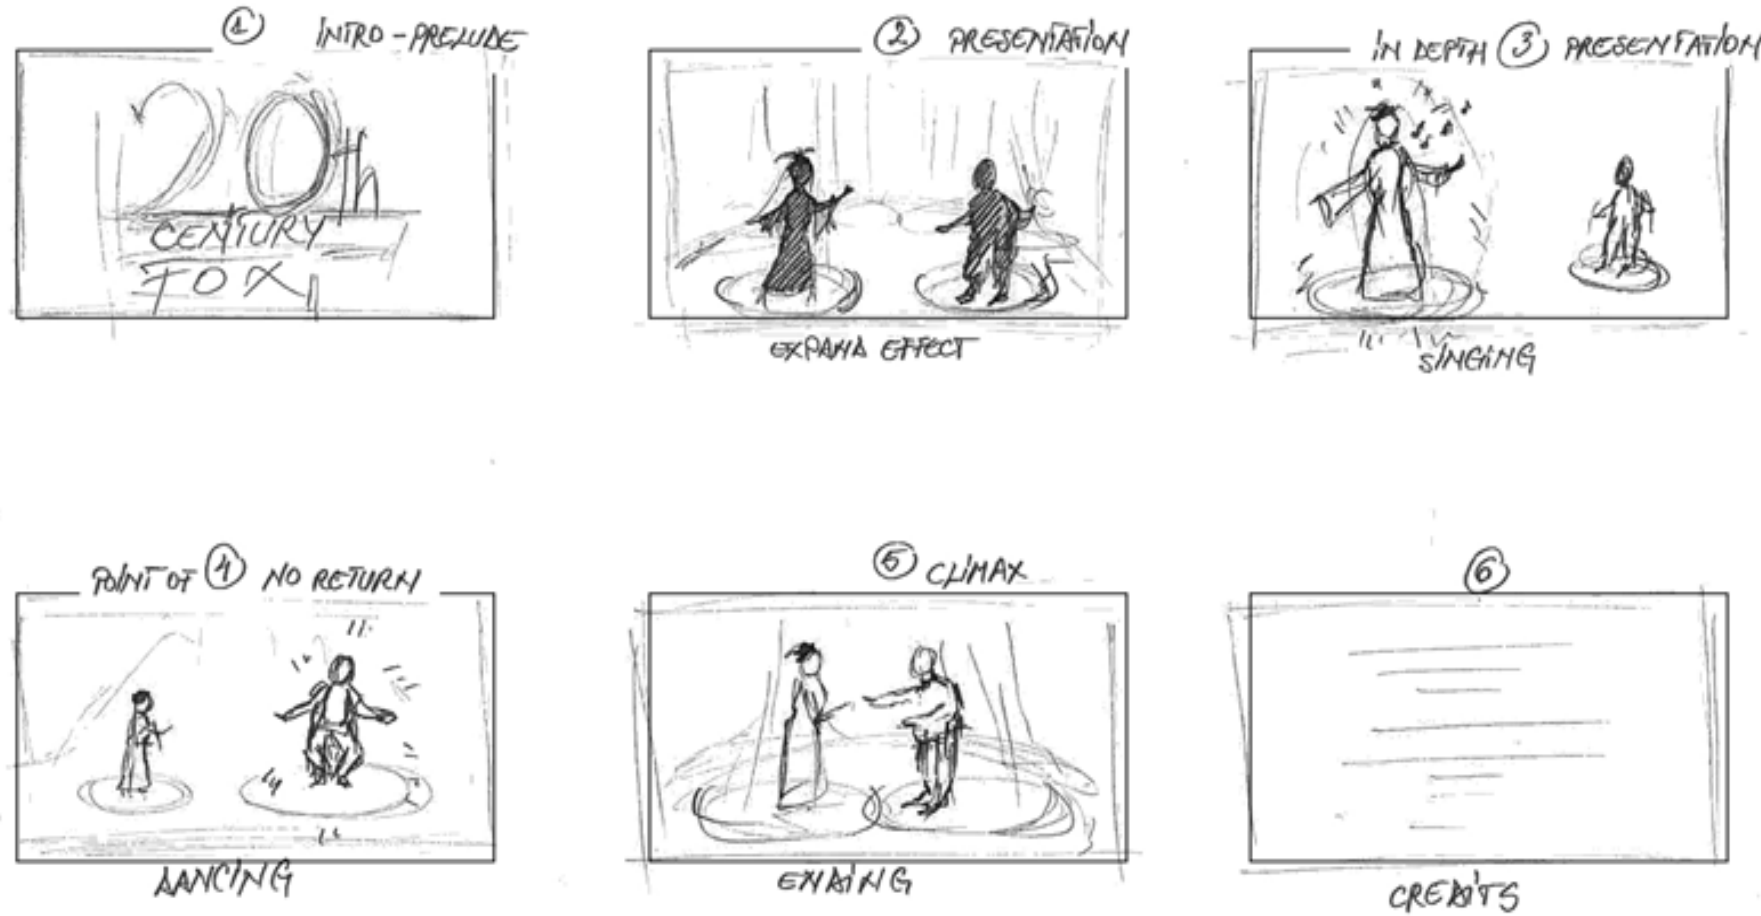 1 INTRO - PRELUDE
20th
CENTURY
FOX
2 PRESENTATION
EXPAND EFFECT
IN DEPTH 3 PRESENTATION
SINGING
POINT OF 4 NO RETURN
DANCING
5 CLIMAX
ENDING
6
CREDITS